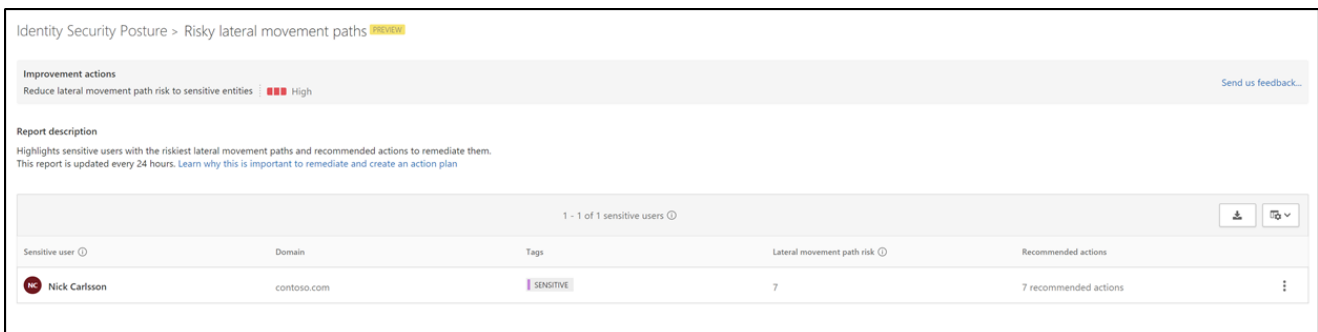 Identity Security Posture > Risky lateral movement paths PREVIEW
Improvement actions
Reduce lateral movement path risk to sensitive entities High
Send us feedback...
Report description
Highlights sensitive users with the riskiest lateral movement paths and recommended actions to remediate them.
This report is updated every 24 hours. Learn why this is important to remediate and create an action plan
1 - 1 of 1 sensitive users
Sensitive user Domain Tags Lateral movement path risk Recommended actions
NC Nick Carlsson contoso.com SENSITIVE 7 7 recommended actions